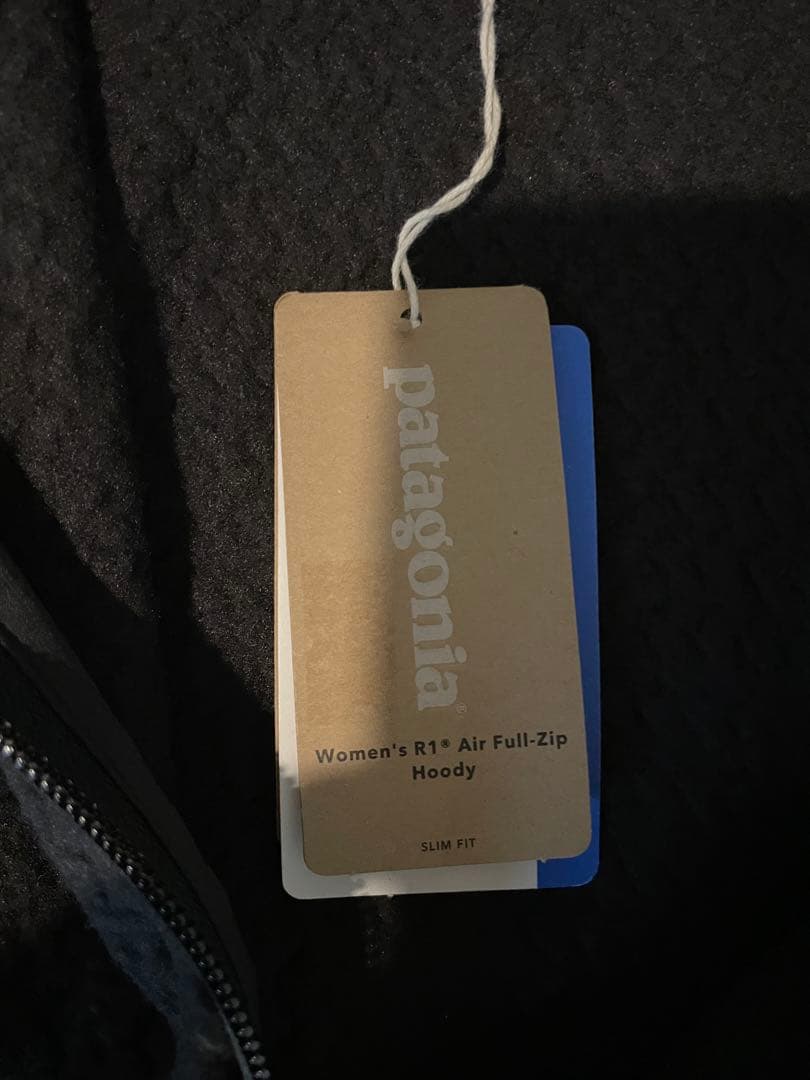 patagonia®
Women's R1® Air Full-Zip
Hoody
SLIM FIT